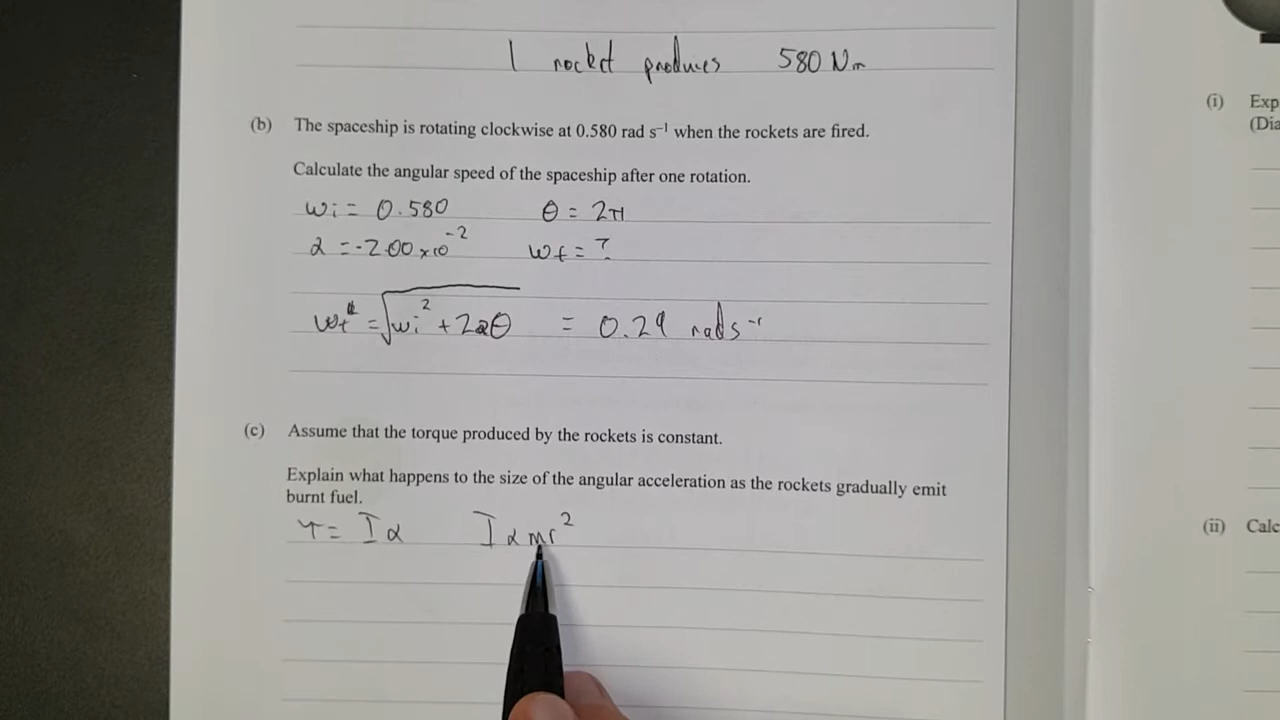 1 rocket produces 580 Nm
(b) The spaceship is rotating clockwise at 0.580 rad s⁻¹ when the rockets are fired.
Calculate the angular speed of the spaceship after one rotation.
ωi = 0.580 θ = 2π
α = -2.00 × 10⁻² ωf = ?
ωf = √(ωi² + 2αθ) = 0.29 rads⁻¹
(c) Assume that the torque produced by the rockets is constant.
Explain what happens to the size of the angular acceleration as the rockets gradually emit
burnt fuel.
τ = Iα I α mr²
(i) Exp
(Dia
(ii) Calc